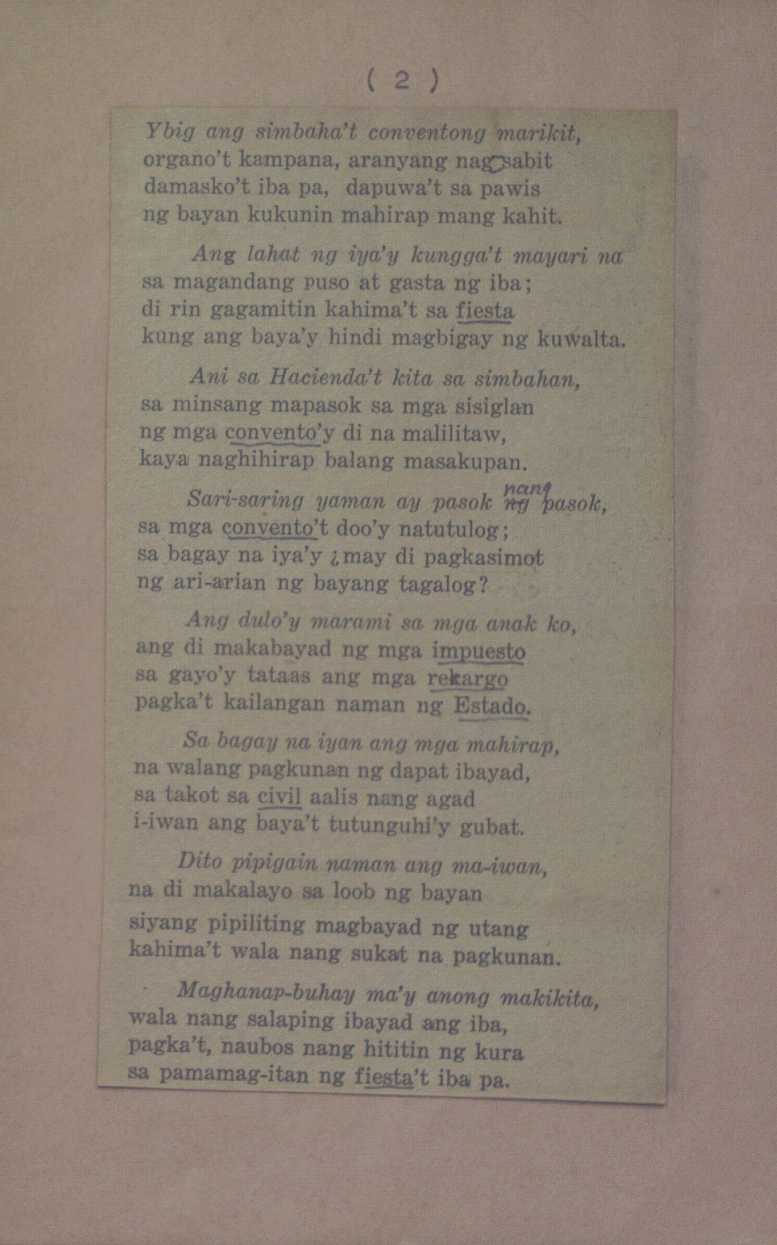 ( 2 )
Ybig ang simbaha't conventong marikit,
organo't kampana, aranyang nagsabit
damasko't iba pa, dapuwa't sa pawis
ng bayan kukunin mahirap mang kahit.
Ang lahat ng iya'y kungga't mayari na
sa magandang puso at gasta ng iba;
di rin gagamitin kahima't sa fiesta
kung ang baya'y hindi magbigay ng kuwalta.
Ani sa Hacienda't kita sa simbahan,
sa minsang mapasok sa mga sisiglan
ng mga convento'y di na malilitaw,
kaya naghihirap balang masakupan.
nang
Sari-saring yaman ay pasok ng pasok,
sa mga convento't doo'y natutulog;
sa bagay na iya'y ¿may di pagkasimot
ng ari-arian ng bayang tagalog?
Ang dulo'y marami sa mga anak ko,
ang di makabayad ng mga impuesto
sa gayo'y tataas ang mga rekargo
pagka't kailangan naman ng Estado.
Sa bagay na iyan ang mga mahirap,
na walang pagkunan ng dapat ibayad,
sa takot sa civil aalis nang agad
i-iwan ang baya't tutunguhi'y gubat.
Dito pipigain naman ang ma-iwan,
na di makalayo sa loob ng bayan
siyang pipiliting magbayad ng utang
kahima't wala nang sukat na pagkunan.
Maghanap-buhay ma'y anong makikita,
wala nang salaping ibayad ang iba,
pagka't, naubos nang hititin ng kura
sa pamamag-itan ng fiesta't iba pa.